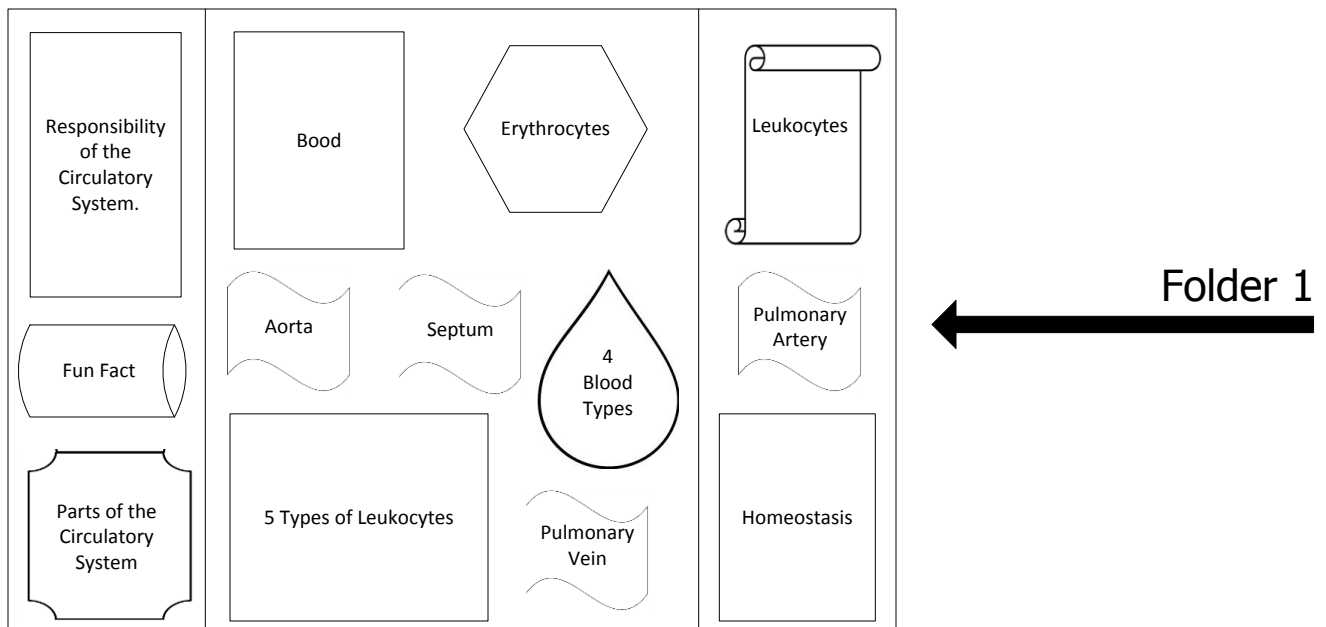 Responsibility
of the
Circulatory
System.
Fun Fact
Parts of the
Circulatory
System
Bood
Erythrocytes
Aorta
Septum
4
Blood
Types
5 Types of Leukocytes
Pulmonary
Vein
Leukocytes
Pulmonary
Artery
Homeostasis
Folder 1